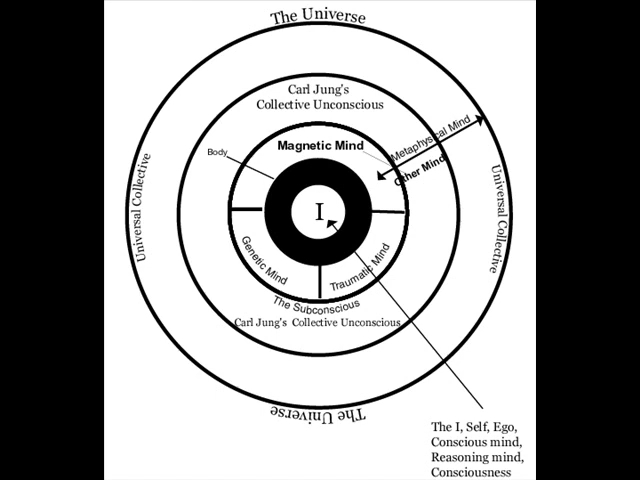 The Universe
Carl Jung's
Collective Unconscious
Magnetic Mind
Metaphysical Mind
Other Mind
Body
I
Universal Collective
Universal Collective
Genetic Mind
Traumatic Mind
The Subconscious
Carl Jung's Collective Unconscious
The Universe
The I, Self, Ego,
Conscious mind,
Reasoning mind,
Consciousness